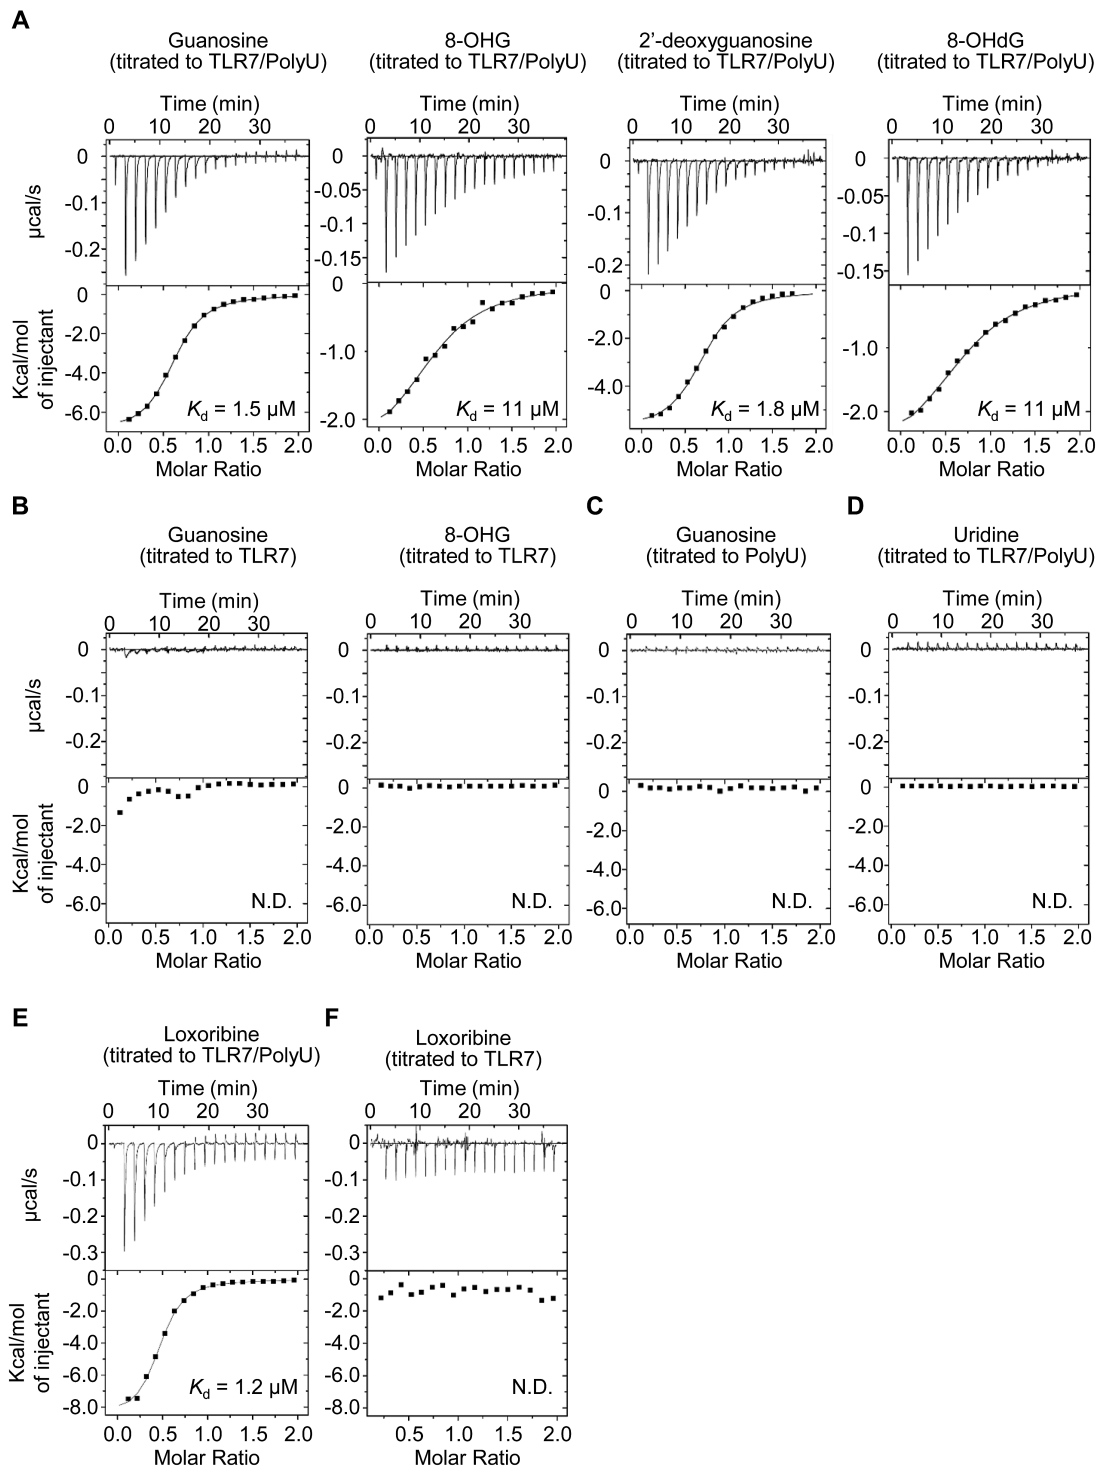 A
Guanosine
(titrated to TLR7/PolyU)
Time (min)
0 10 20 30
0
-0.1
-0.2
µcal/s
0
-2.0
-4.0
-6.0
Kcal/mol
of injectant
Kd = 1.5 µM
0.0 0.5 1.0 1.5 2.0
Molar Ratio
8-OHG
(titrated to TLR7/PolyU)
Time (min)
0 10 20 30
0
-0.05
-0.1
-0.15
0
-1.0
-2.0
Kd = 11 µM
0.0 0.5 1.0 1.5 2.0
Molar Ratio
2'-deoxyguanosine
(titrated to TLR7/PolyU)
Time (min)
0 10 20 30
0
-0.1
-0.2
0
-2.0
-4.0
Kd = 1.8 µM
0.0 0.5 1.0 1.5 2.0
Molar Ratio
8-OHdG
(titrated to TLR7/PolyU)
Time (min)
0 10 20 30
0
-0.05
-0.1
-0.15
-1.0
-2.0
Kd = 11 µM
0.0 0.5 1.0 1.5 2.0
Molar Ratio
B
Guanosine
(titrated to TLR7)
Time (min)
0 10 20 30
0
-0.1
-0.2
µcal/s
0
-2.0
-4.0
-6.0
Kcal/mol
of injectant
N.D.
0.0 0.5 1.0 1.5 2.0
Molar Ratio
8-OHG
(titrated to TLR7)
Time (min)
0 10 20 30
0
-0.1
-0.2
0
-2.0
-4.0
-6.0
N.D.
0.0 0.5 1.0 1.5 2.0
Molar Ratio
C
Guanosine
(titrated to PolyU)
Time (min)
0 10 20 30
0
-0.1
-0.2
0
-2.0
-4.0
-6.0
N.D.
0.0 0.5 1.0 1.5 2.0
Molar Ratio
D
Uridine
(titrated to TLR7/PolyU)
Time (min)
0 10 20 30
0
-0.1
-0.2
0
-2.0
-4.0
-6.0
N.D.
0.0 0.5 1.0 1.5 2.0
Molar Ratio
E
Loxoribine
(titrated to TLR7/PolyU)
Time (min)
0 10 20 30
0
-0.1
-0.2
-0.3
µcal/s
0
-2.0
-4.0
-6.0
-8.0
Kcal/mol
of injectant
Kd = 1.2 µM
0.0 0.5 1.0 1.5 2.0
Molar Ratio
F
Loxoribine
(titrated to TLR7)
Time (min)
0 10 20 30
0
-0.1
-0.2
-0.3
0
-2.0
-4.0
-6.0
-8.0
N.D.
0.5 1.0 1.5 2.0
Molar Ratio